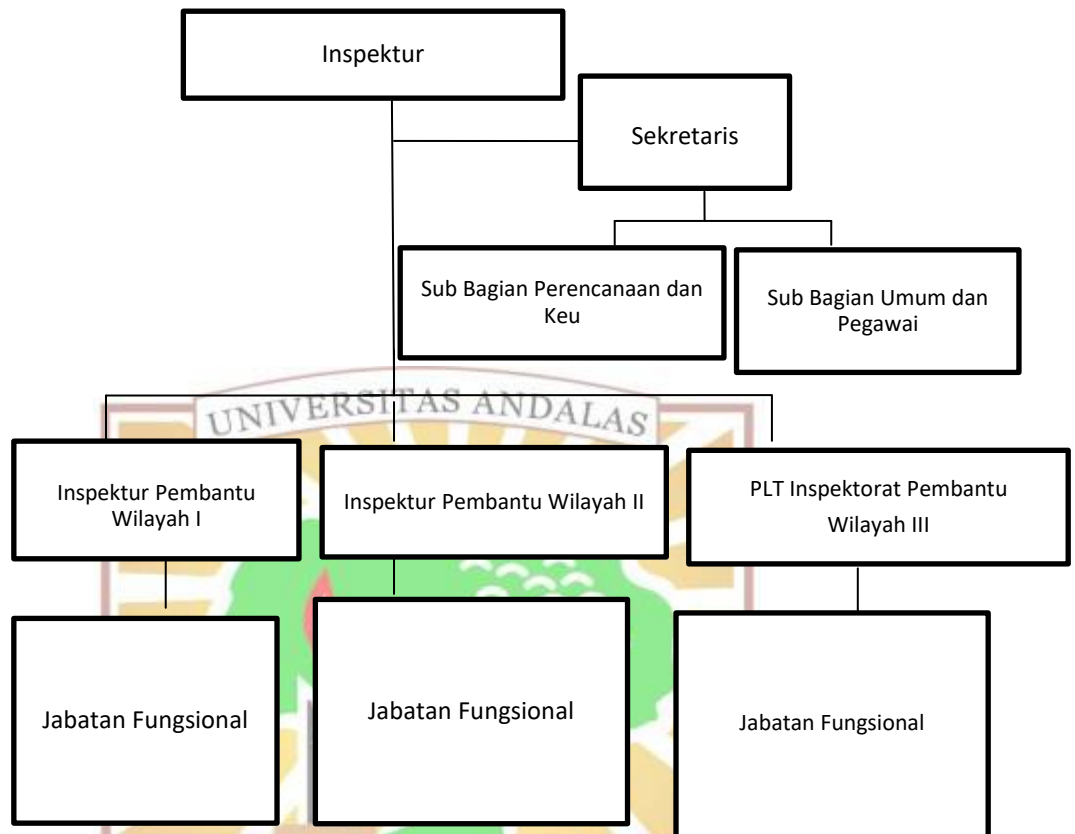 Inspektur
Sekretaris
Sub Bagian Perencanaan dan
Keu
Sub Bagian Umum dan
Pegawai
UNIVERSITAS ANDALAS
Inspektur Pembantu
Wilayah I
Inspektur Pembantu Wilayah II
PLT Inspektorat Pembantu
Wilayah III
Jabatan Fungsional
Jabatan Fungsional
Jabatan Fungsional